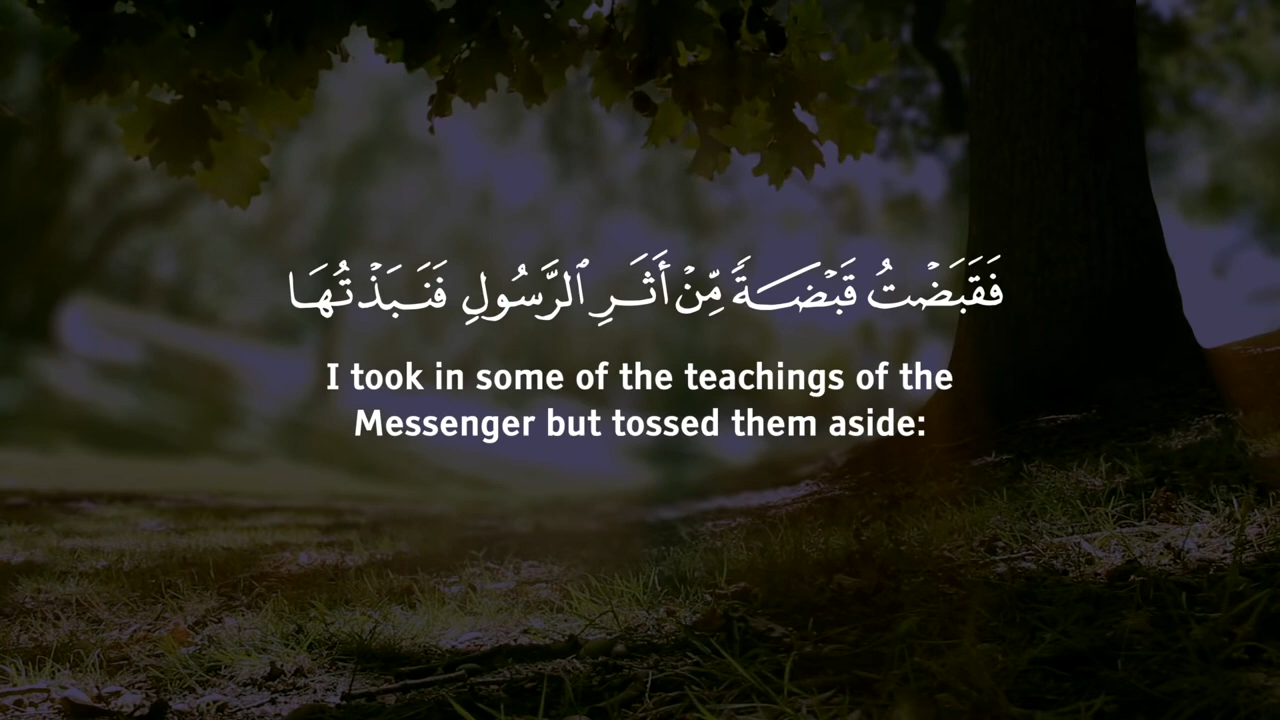 فَقَبَضْتُ قَبْضَةً مِّنْ أَثَرِ ٱلرَّسُولِ فَنَبَذْتُهَا
I took in some of the teachings of the
Messenger but tossed them aside: